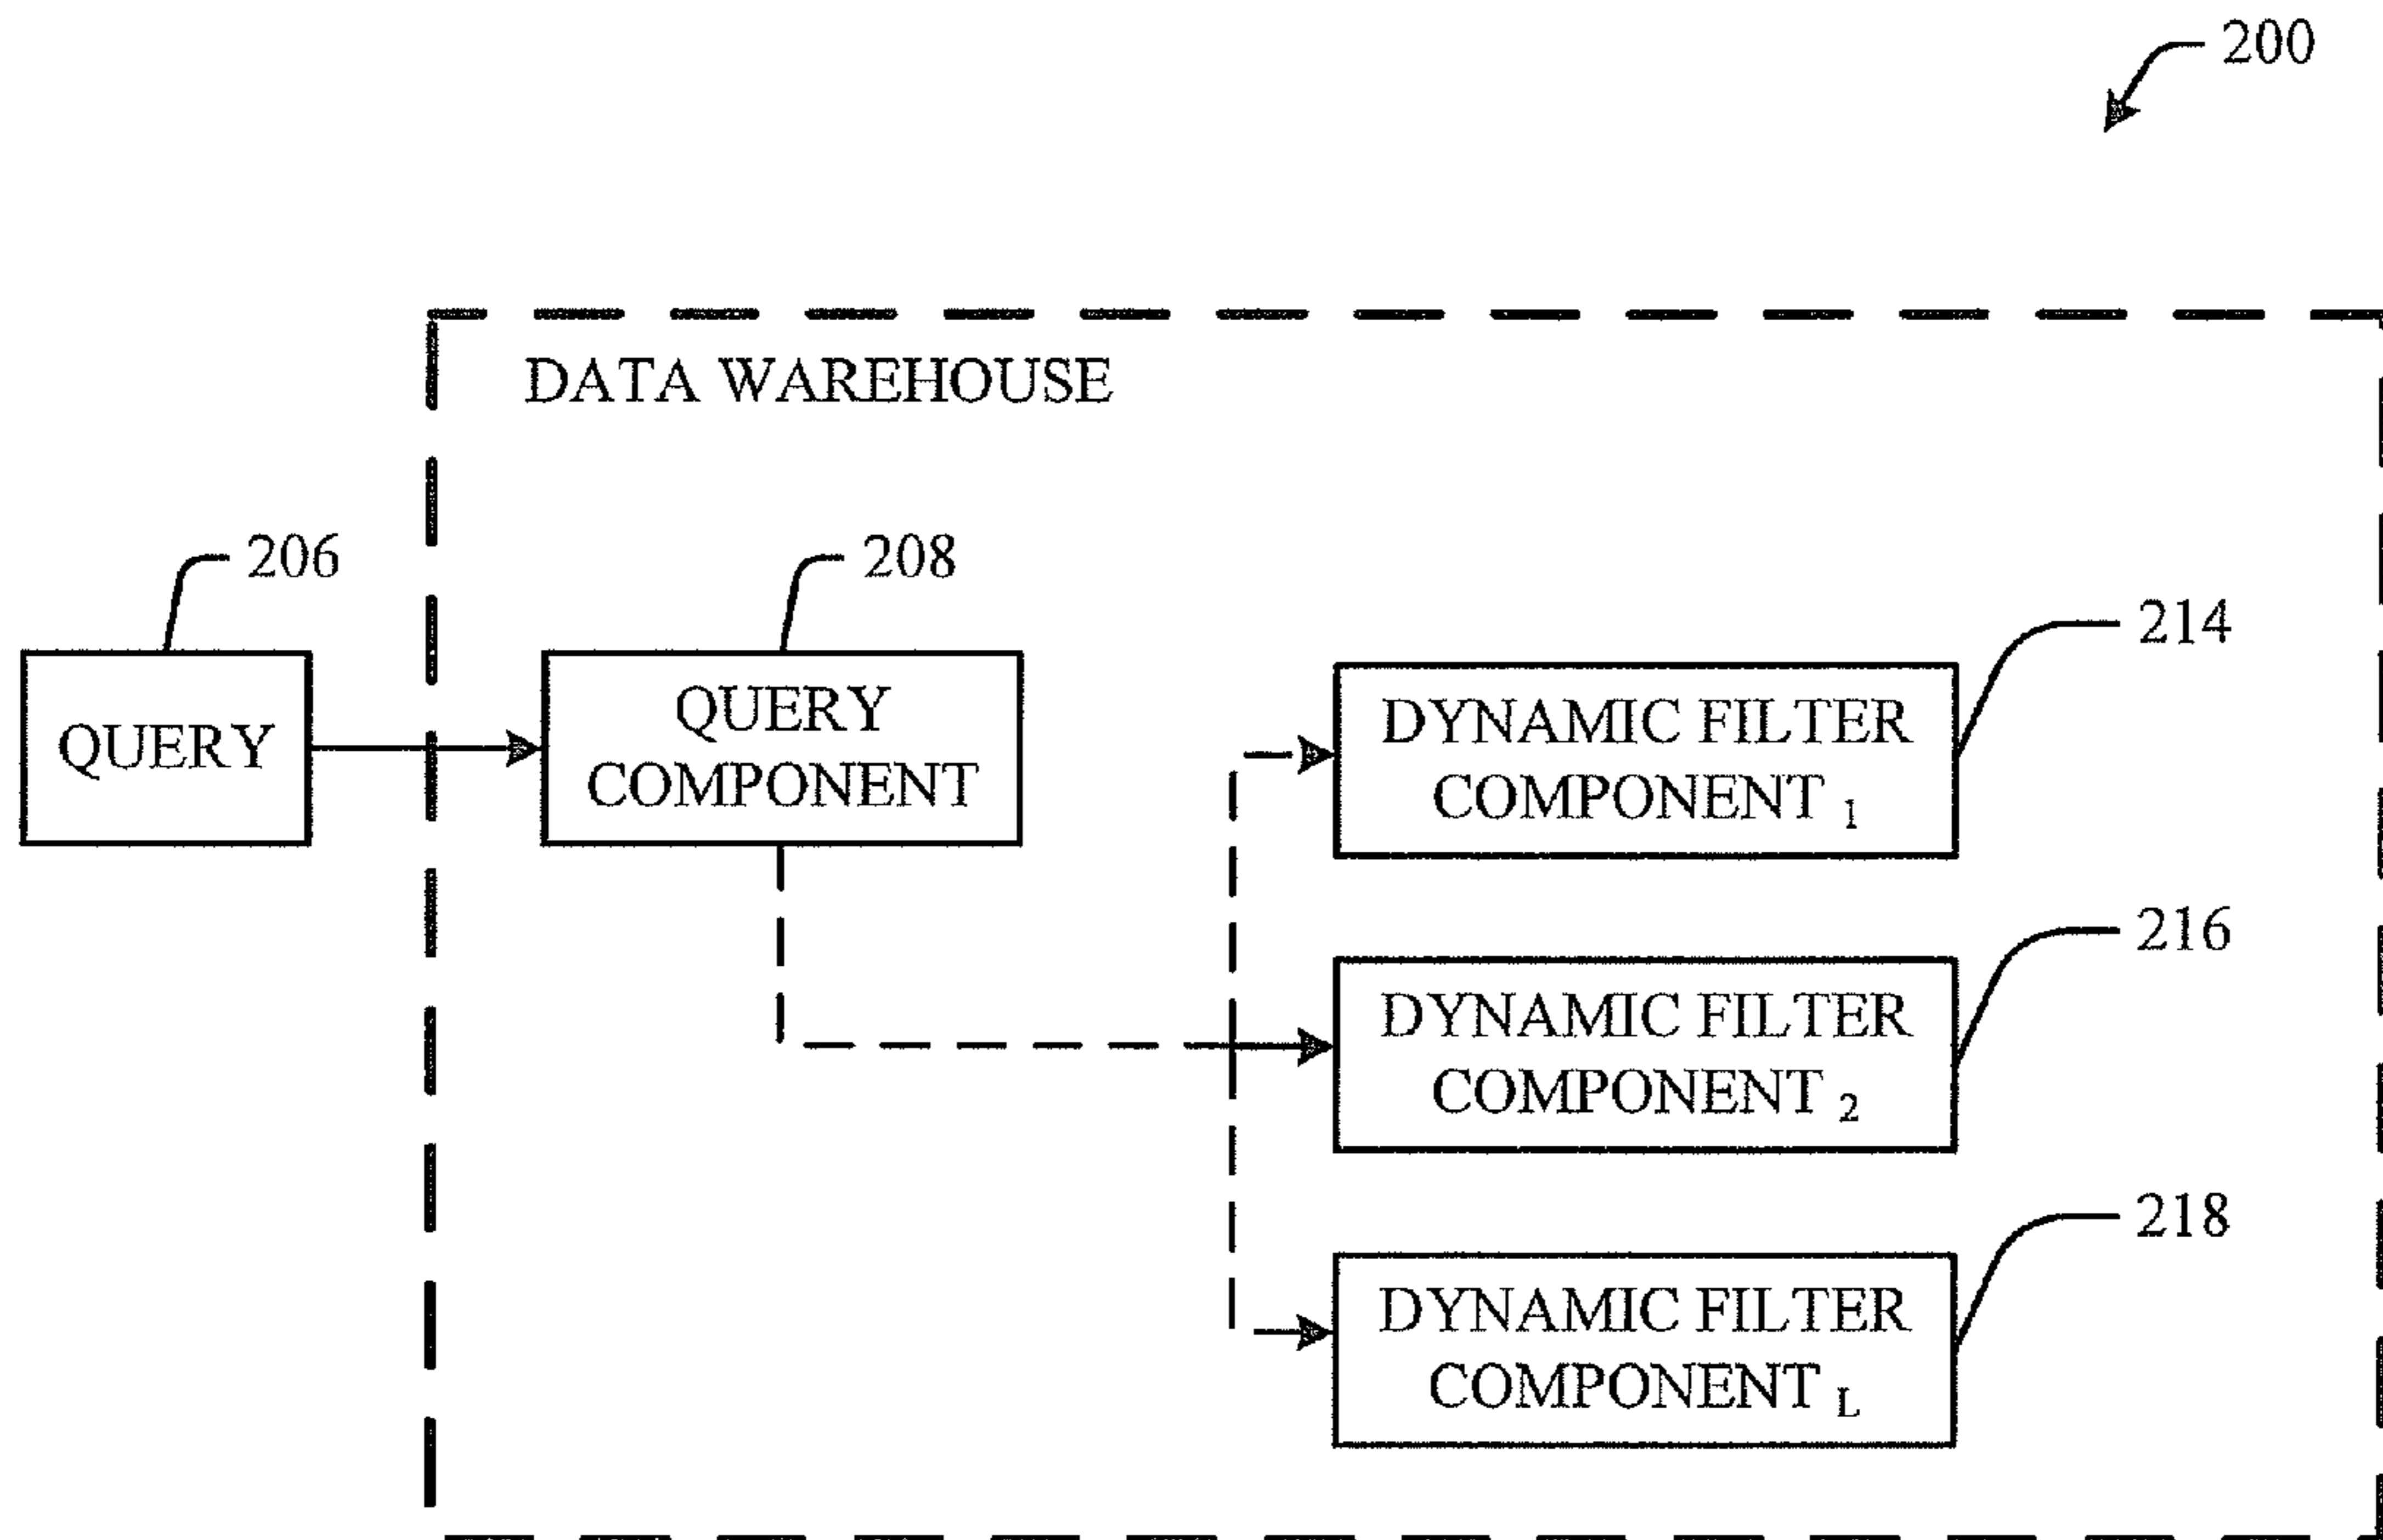 200
DATA WAREHOUSE
206
208
214
QUERY
QUERY
COMPONENT
DYNAMIC FILTER
COMPONENT 1
216
DYNAMIC FILTER
COMPONENT 2
218
DYNAMIC FILTER
COMPONENT L